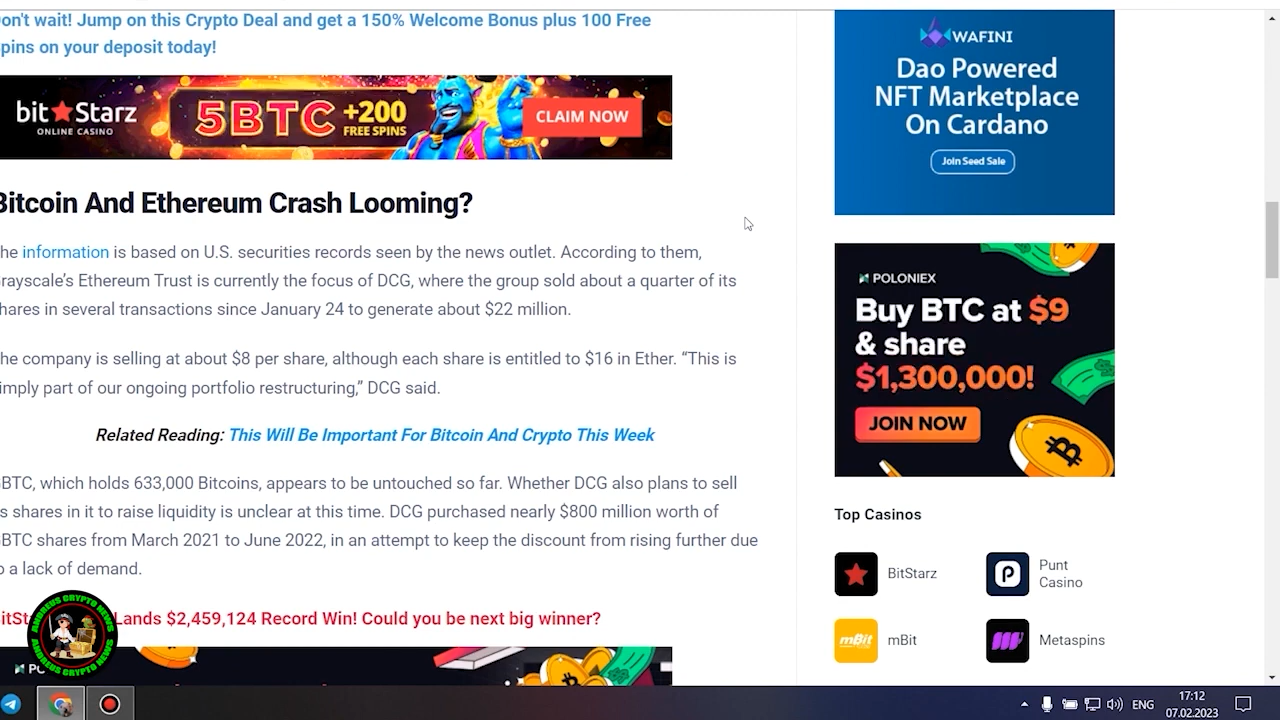 on't wait! Jump on this Crypto Deal and get a 150% Welcome Bonus plus 100 Free
pins on your deposit today!
bit Starz
ONLINE CASINO
5BTC +200
FREE SPINS
CLAIM NOW
Bitcoin And Ethereum Crash Looming?
he information is based on U.S. securities records seen by the news outlet. According to them,
rayscale’s Ethereum Trust is currently the focus of DCG, where the group sold about a quarter of its
hares in several transactions since January 24 to generate about $22 million.
he company is selling at about $8 per share, although each share is entitled to $16 in Ether. “This is
imply part of our ongoing portfolio restructuring,” DCG said.
Related Reading: This Will Be Important For Bitcoin And Crypto This Week
BTC, which holds 633,000 Bitcoins, appears to be untouched so far. Whether DCG also plans to sell
s shares in it to raise liquidity is unclear at this time. DCG purchased nearly $800 million worth of
BTC shares from March 2021 to June 2022, in an attempt to keep the discount from rising further due
o a lack of demand.
itSt Lands $2,459,124 Record Win! Could you be next big winner?
ANDREUS CRYPTO NEWS
ANDREUS CRYPTO NEWS
PO
WAFINI
Dao Powered
NFT Marketplace
On Cardano
Join Seed Sale
POLONIEX
Buy BTC at $9
& share
$1,300,000!
JOIN NOW
Top Casinos
BitStarz
Punt
Casino
mBit
mBit
Metaspins
ENG
17:12
07.02.2023